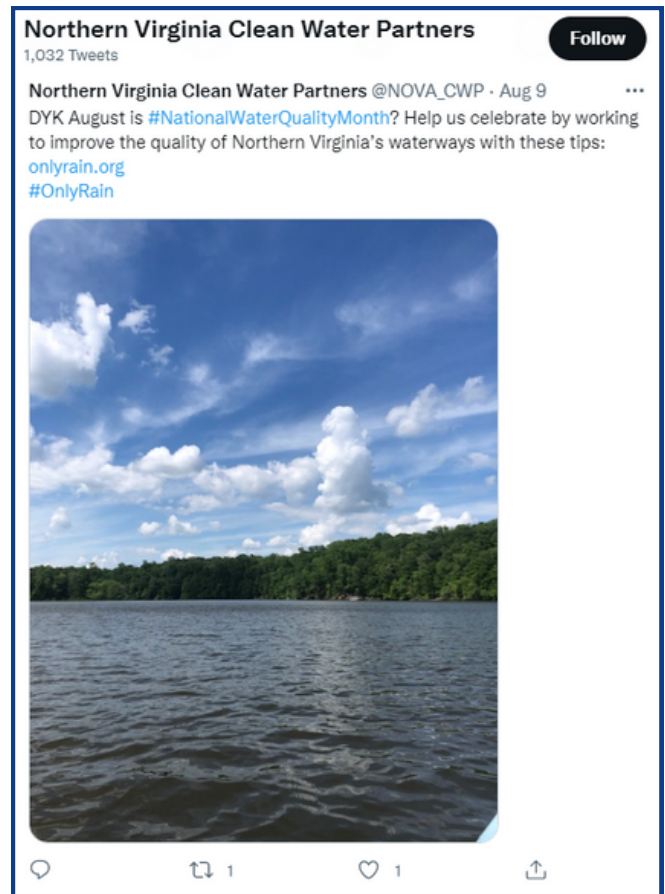 Northern Virginia Clean Water Partners
1,032 Tweets
Follow
Northern Virginia Clean Water Partners @NOVA_CWP · Aug 9
DYK August is #NationalWaterQualityMonth? Help us celebrate by working
to improve the quality of Northern Virginia's waterways with these tips:
onlyrain.org
#OnlyRain
1
1